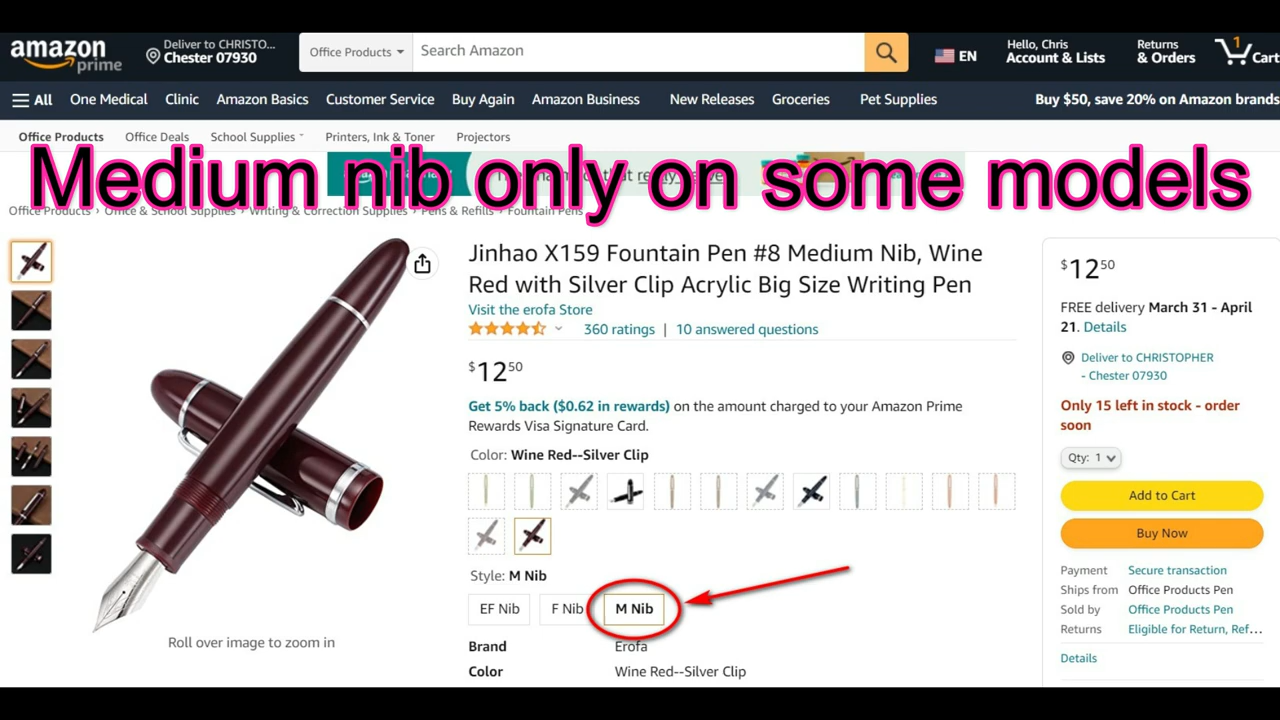 amazon prime
Deliver to CHRISTO...
Chester 07930
Office Products
Search Amazon
EN
Hello, Chris
Account & Lists
Returns
& Orders
1
Cart
All
One Medical
Clinic
Amazon Basics
Customer Service
Buy Again
Amazon Business
New Releases
Groceries
Pet Supplies
Buy $50, save 20% on Amazon brands
Office Products
Office Deals
School Supplies
Printers, Ink & Toner
Projectors
Medium nib only on some models
Office Products › Office & School Supplies › Writing & Correction Supplies › Pens & Refills › Fountain Pens
Jinhao X159 Fountain Pen #8 Medium Nib, Wine
Red with Silver Clip Acrylic Big Size Writing Pen
Visit the erofa Store
360 ratings | 10 answered questions
$12 50
Get 5% back ($0.62 in rewards) on the amount charged to your Amazon Prime
Rewards Visa Signature Card.
Color: Wine Red--Silver Clip
Style: M Nib
EF Nib
F Nib
M Nib
Brand Erofa
Color Wine Red--Silver Clip
Roll over image to zoom in
$12 50
FREE delivery March 31 - April
21. Details
Deliver to CHRISTOPHER
- Chester 07930
Only 15 left in stock - order
soon
Qty: 1
Add to Cart
Buy Now
Payment Secure transaction
Ships from Office Products Pen
Sold by Office Products Pen
Returns Eligible for Return, Ref...
Details